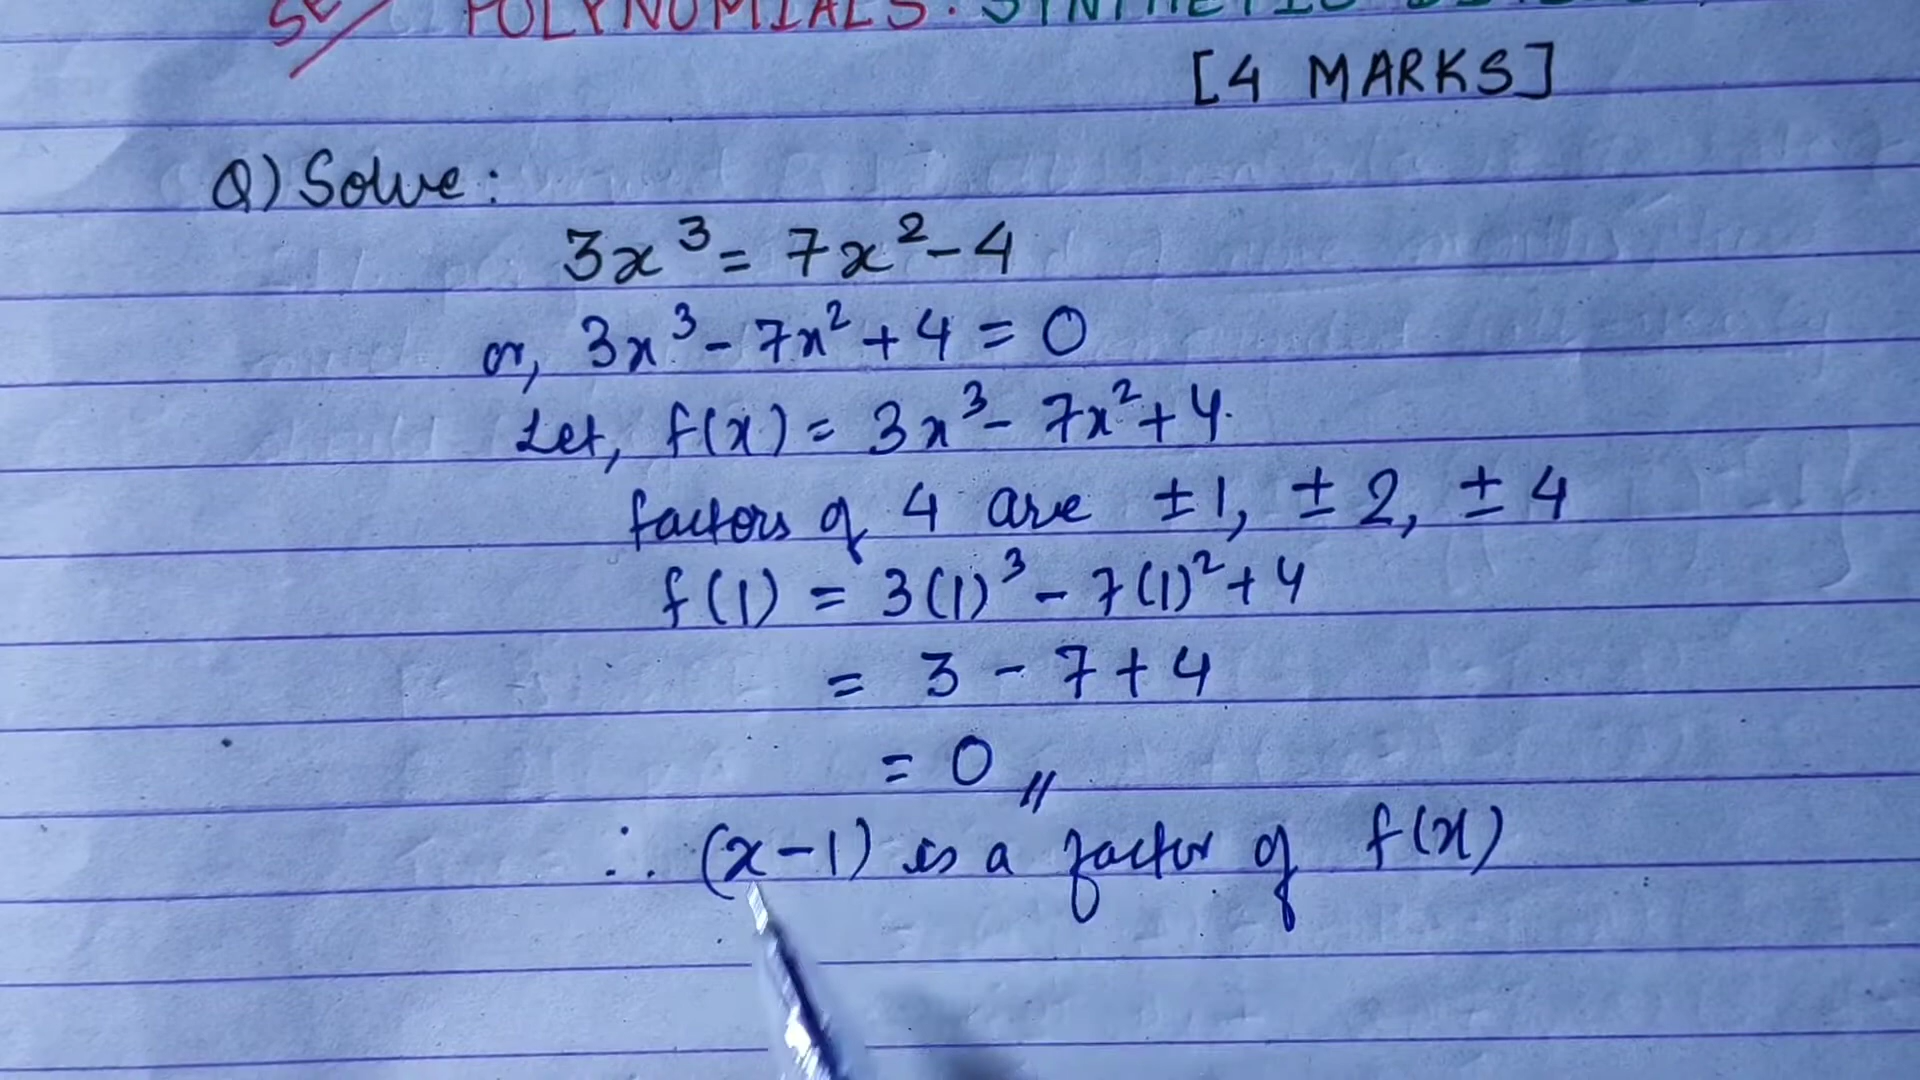 POLYNOMIALS: SYNTHETIC
[4 MARKS]
Q) Solve:
3x³ = 7x² - 4
or, 3x³ - 7x² + 4 = 0
Let, f(x) = 3x³ - 7x² + 4.
factors of 4 are ±1, ±2, ±4
f(1) = 3(1)³ - 7(1)² + 4
= 3 - 7 + 4
= 0 //
∴ (x-1) is a factor of f(x)